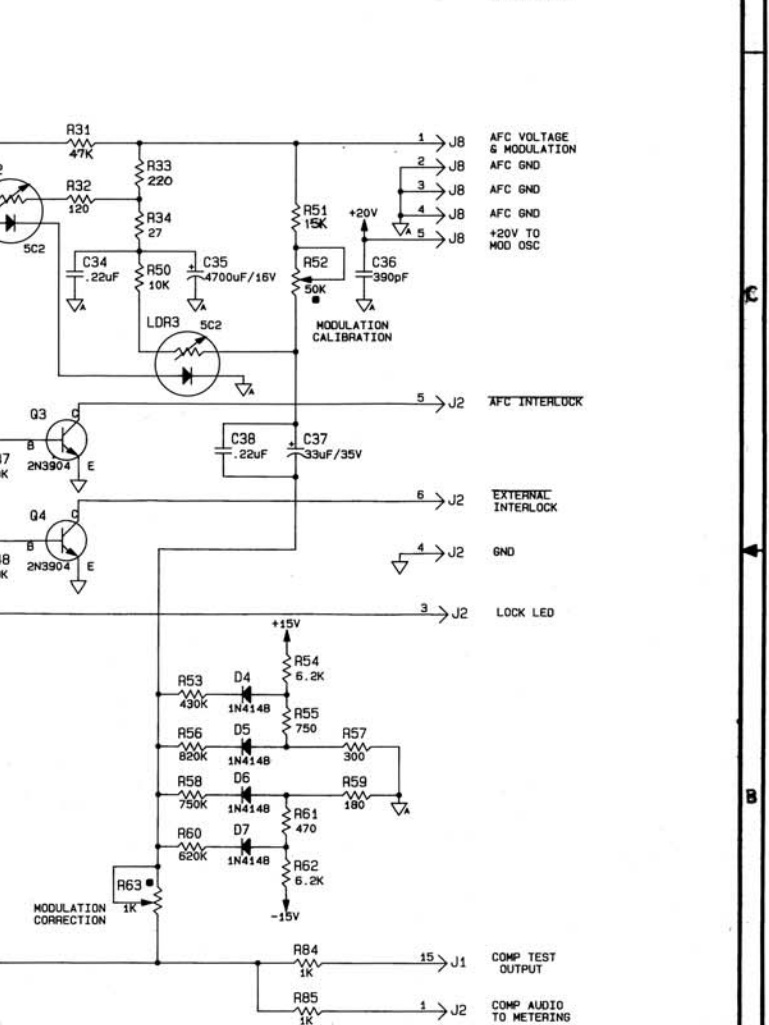 R31
47K
1 J8 AFC VOLTAGE
& MODULATION
R33
220
2 J8 AFC GND
R32
120
3 J8 AFC GND
R34
27
R51
15K
+20V
4 J8 AFC GND
A
5 J8 +20V TO
MOD OSC
5C2
C34
.22uF
R50
10K
C35
4700uF/16V
R52
50K
C36
390pF
A
A
A
LDR3
5C2
MODULATION
CALIBRATION
C
A
5 J2 AFC INTERLOCK
Q3
C
B
2N3904
E
C38
.22uF
C37
33uF/35V
6 J2 EXTERNAL
INTERLOCK
Q4
C
B
2N3904
E
4 J2 GND
3 J2 LOCK LED
+15V
R54
6.2K
R53
430K
D4
1N4148
R55
750
R56
820K
D5
1N4148
R57
300
R58
750K
D6
1N4148
R59
180
A
B
R61
470
R60
620K
D7
1N4148
R62
6.2K
R63
1K
MODULATION
CORRECTION
-15V
R84
1K
15 J1 COMP TEST
OUTPUT
R85
1K
1 J2 COMP AUDIO
TO METERING